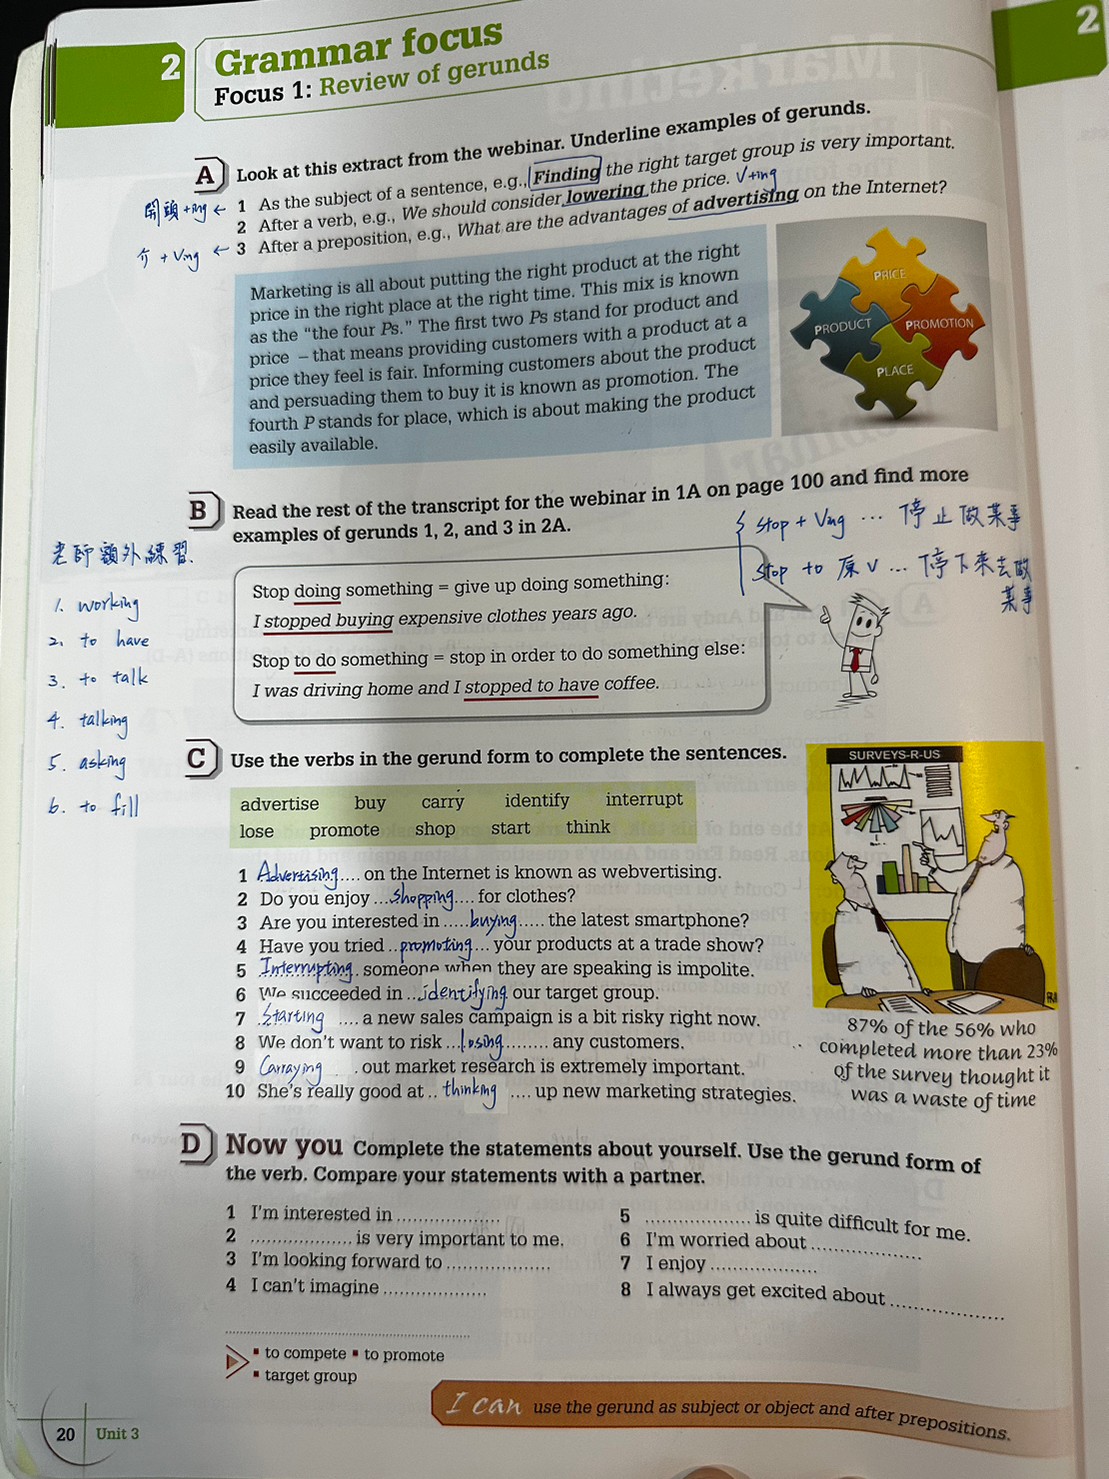 2
2
Grammar focus
Focus 1: Review of gerunds
A Look at this extract from the webinar. Underline examples of gerunds.
開頭+ing ← 1 As the subject of a sentence, e.g., Finding the right target group is very important.
2 After a verb, e.g., We should consider lowering the price. V+ing
介 + Ving ← 3 After a preposition, e.g., What are the advantages of advertising on the Internet?
Marketing is all about putting the right product at the right
price in the right place at the right time. This mix is known
as the "the four Ps." The first two Ps stand for product and
price – that means providing customers with a product at a
price they feel is fair. Informing customers about the product
and persuading them to buy it is known as promotion. The
fourth P stands for place, which is about making the product
easily available.
PRICE
PRODUCT
PROMOTION
PLACE
B Read the rest of the transcript for the webinar in 1A on page 100 and find more
examples of gerunds 1, 2, and 3 in 2A.
stop + Ving ... 停止做某事
stop to 原V ... 停下來去做
某事
老師額外練習.
1. working
2. to have
3. to talk
4. talking
5. asking
6. to fill
Stop doing something = give up doing something:
I stopped buying expensive clothes years ago.
Stop to do something = stop in order to do something else:
I was driving home and I stopped to have coffee.
C Use the verbs in the gerund form to complete the sentences.
advertise buy carry identify interrupt
lose promote shop start think
1 Advertising.... on the Internet is known as webvertising.
2 Do you enjoy ...shopping.... for clothes?
3 Are you interested in .....buying..... the latest smartphone?
4 Have you tried ..promoting... your products at a trade show?
5 Interrupting. someone when they are speaking is impolite.
6 We succeeded in ..identifying our target group.
7 Starting .... a new sales campaign is a bit risky right now.
8 We don't want to risk ...losing......... any customers.
9 Carraying . out market research is extremely important.
10 She's really good at .. thinking .... up new marketing strategies.
SURVEYS-R-US
87% of the 56% who
completed more than 23%
of the survey thought it
was a waste of time
D Now you Complete the statements about yourself. Use the gerund form of
the verb. Compare your statements with a partner.
1 I'm interested in ...................
2 ................... is very important to me.
3 I'm looking forward to ...................
4 I can't imagine ...................
5 ................... is quite difficult for me.
6 I'm worried about ...................
7 I enjoy ...................
8 I always get excited about ...................
▪ to compete ▪ to promote
▪ target group
I can use the gerund as subject or object and after prepositions.
20 Unit 3